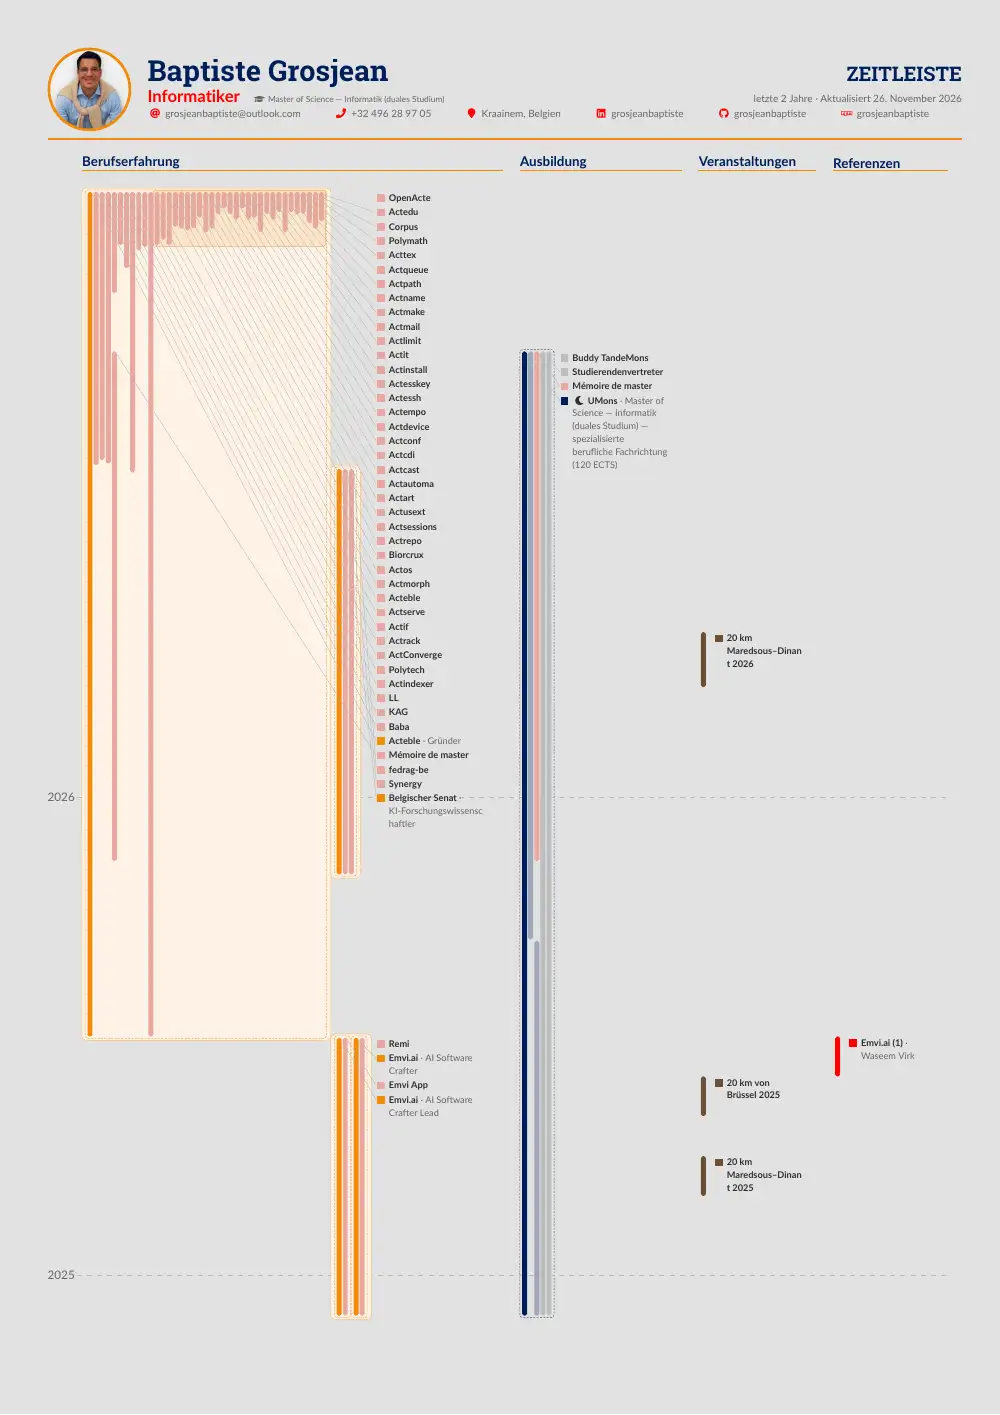 Baptiste Grosjean
ZEITLEISTE
Informatiker
Master of Science — Informatik (duales Studium)
letzte 2 Jahre · Aktualisiert 26. November 2026
grosjeanbaptiste@outlook.com
+32 496 28 97 05
Kraainem, Belgien
grosjeanbaptiste
grosjeanbaptiste
grosjeanbaptiste
Berufserfahrung
Ausbildung
Veranstaltungen
Referenzen
OpenActe
Actedu
Corpus
Polymath
Acttex
Actqueue
Actpath
Actname
Actmake
Actmail
Actlimit
Actit
Actinstall
Actesskey
Actessh
Actempo
Actdevice
Actconf
Actcdi
Actcast
Actautoma
Actart
Actusext
Actsessions
Actrepo
Biorcrux
Actos
Actmorph
Acteble
Actserve
Actif
Actrack
ActConverge
Polytech
Actindexer
LL
KAG
Baba
Acteble · Gründer
Mémoire de master
fedrag-be
Synergy
Belgischer Senat ·
KI-Forschungswissensc
haftler
Buddy TandeMons
Studierendenvertreter
Mémoire de master
UMons · Master of
Science — Informatik
(duales Studium) —
spezialisierte
berufliche Fachrichtung
(120 ECTS)
20 km
Maredsous–Dinan
t 2026
2026
Remi
Emvi.ai · AI Software
Crafter
Emvi App
Emvi.ai · AI Software
Crafter Lead
Emvi.ai (1) ·
Waseem Virk
20 km von
Brüssel 2025
20 km
Maredsous–Dinan
t 2025
2025